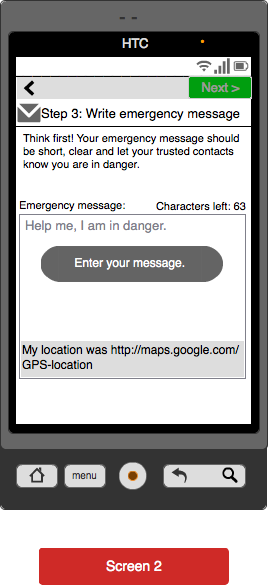 HTC
Next >
Step 3: Write emergency message
Think first! Your emergency message should
be short, clear and let your trusted contacts
know you are in danger.
Emergency message:
Characters left: 63
Help me, I am in danger.
Enter your message.
My location was http://maps.google.com/
GPS-location
menu
Screen 2